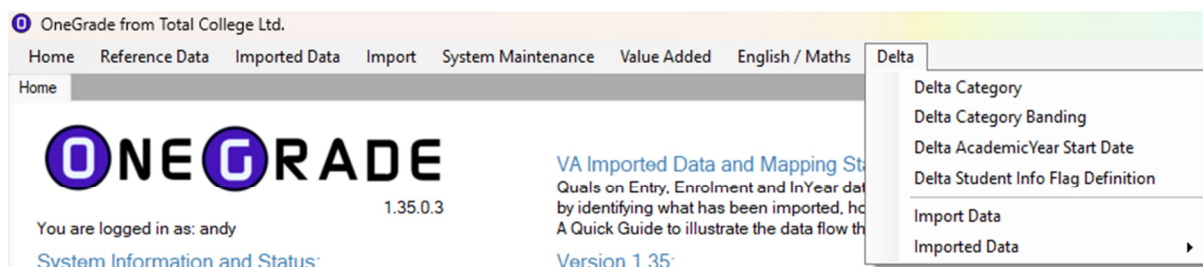 OneGrade from Total College Ltd.
Home Reference Data Imported Data Import System Maintenance Value Added English / Maths Delta
Home
Delta Category
Delta Category Banding
Delta AcademicYear Start Date
Delta Student Info Flag Definition
Import Data
Imported Data
ONEGRADE
1.35.0.3
You are logged in as: andy
System Information and Status:
VA Imported Data and Mapping
Quals on Entry, Enrolment and InYear
by identifying what has been imported,
A Quick Guide to illustrate the data flow
Version 1.35: